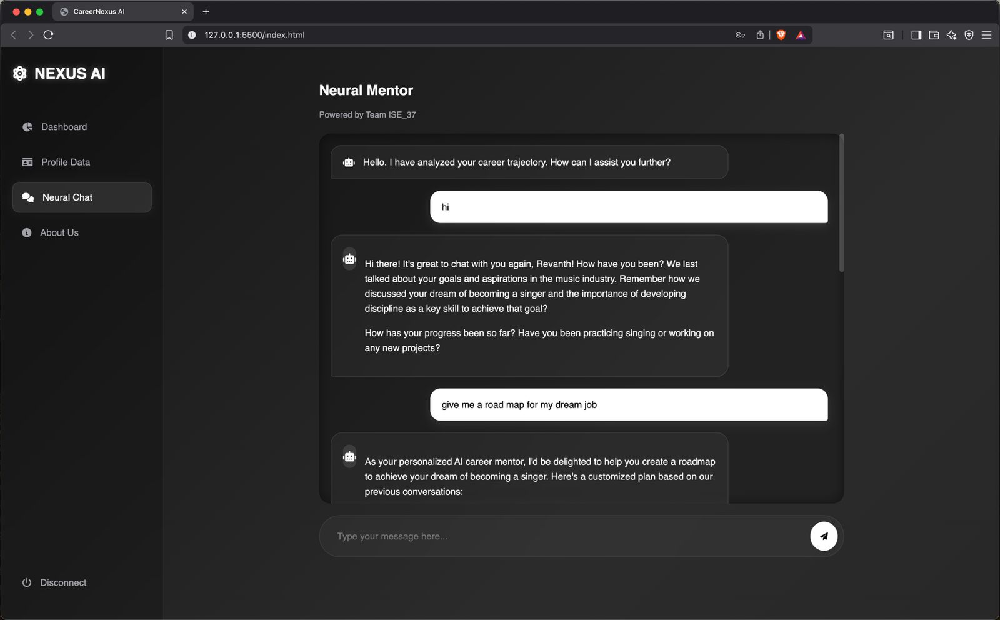 CareerNexus AI
127.0.0.1:5500/index.html
NEXUS AI
Dashboard
Profile Data
Neural Chat
About Us
Disconnect
Neural Mentor
Powered by Team ISE_37
Hello. I have analyzed your career trajectory. How can I assist you further?
hi
Hi there! It's great to chat with you again, Revanth! How have you been? We last
talked about your goals and aspirations in the music industry. Remember how we
discussed your dream of becoming a singer and the importance of developing
discipline as a key skill to achieve that goal?
How has your progress been so far? Have you been practicing singing or working on
any new projects?
give me a road map for my dream job
As your personalized AI career mentor, I'd be delighted to help you create a roadmap
to achieve your dream of becoming a singer. Here's a customized plan based on our
previous conversations:
Type your message here...